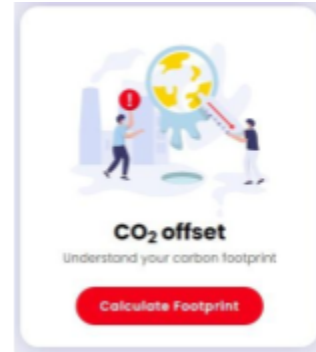 !
CO₂ offset
Understand your carbon footprint
Calculate Footprint